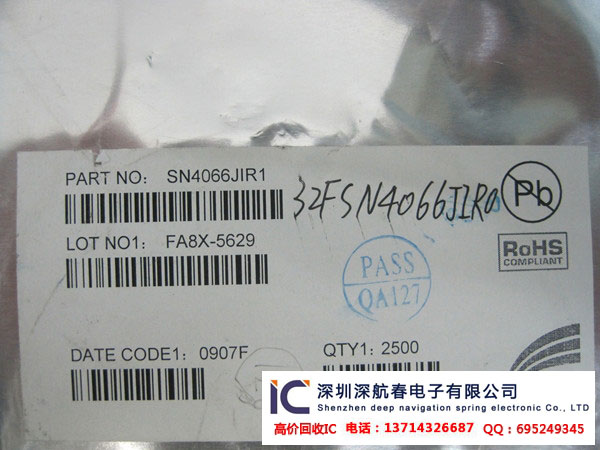 PART NO: SN4066JIR1
32FSN4066JIR0
Pb
LOT NO1: FA8X-5629
RoHS
COMPLIANT
PASS
QA127
DATE CODE1: 0907F
QTY1: 2500
IC 深圳深航春电子有限公司
Shenzhen deep navigation spring electronic Co., LTD
高价回收IC 电话：13714326687 QQ：695249345